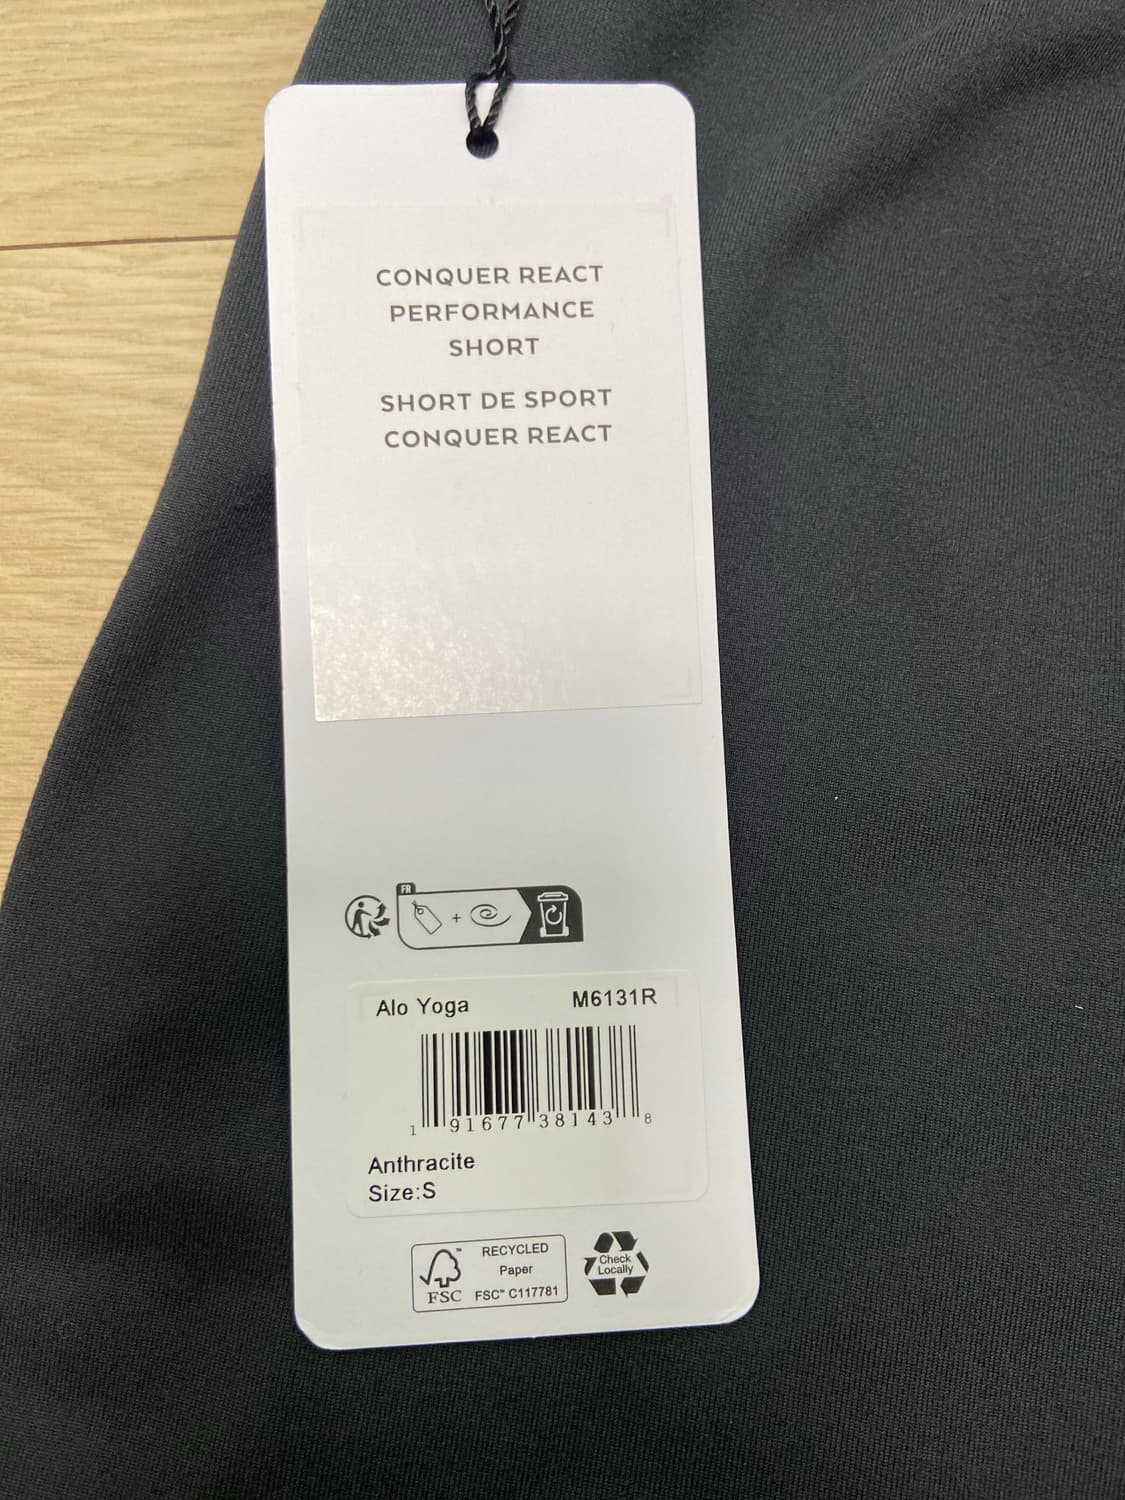 CONQUER REACT
PERFORMANCE
SHORT
SHORT DE SPORT
CONQUER REACT
FR
+
Alo Yoga M6131R
1 91677 38143 8
Anthracite
Size:S
FSC™
RECYCLED
Paper
FSC™ C117781
Check
Locally